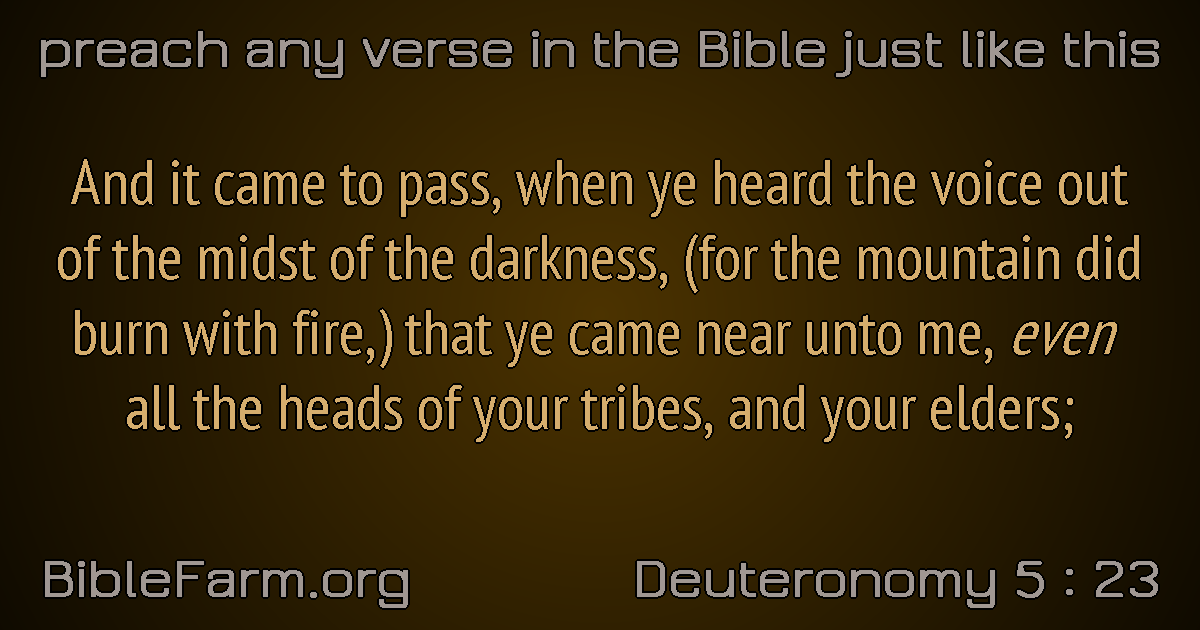 preach any verse in the Bible just like this
And it came to pass, when ye heard the voice out
of the midst of the darkness, (for the mountain did
burn with fire,) that ye came near unto me, even
all the heads of your tribes, and your elders;
BibleFarm.org
Deuteronomy 5 : 23